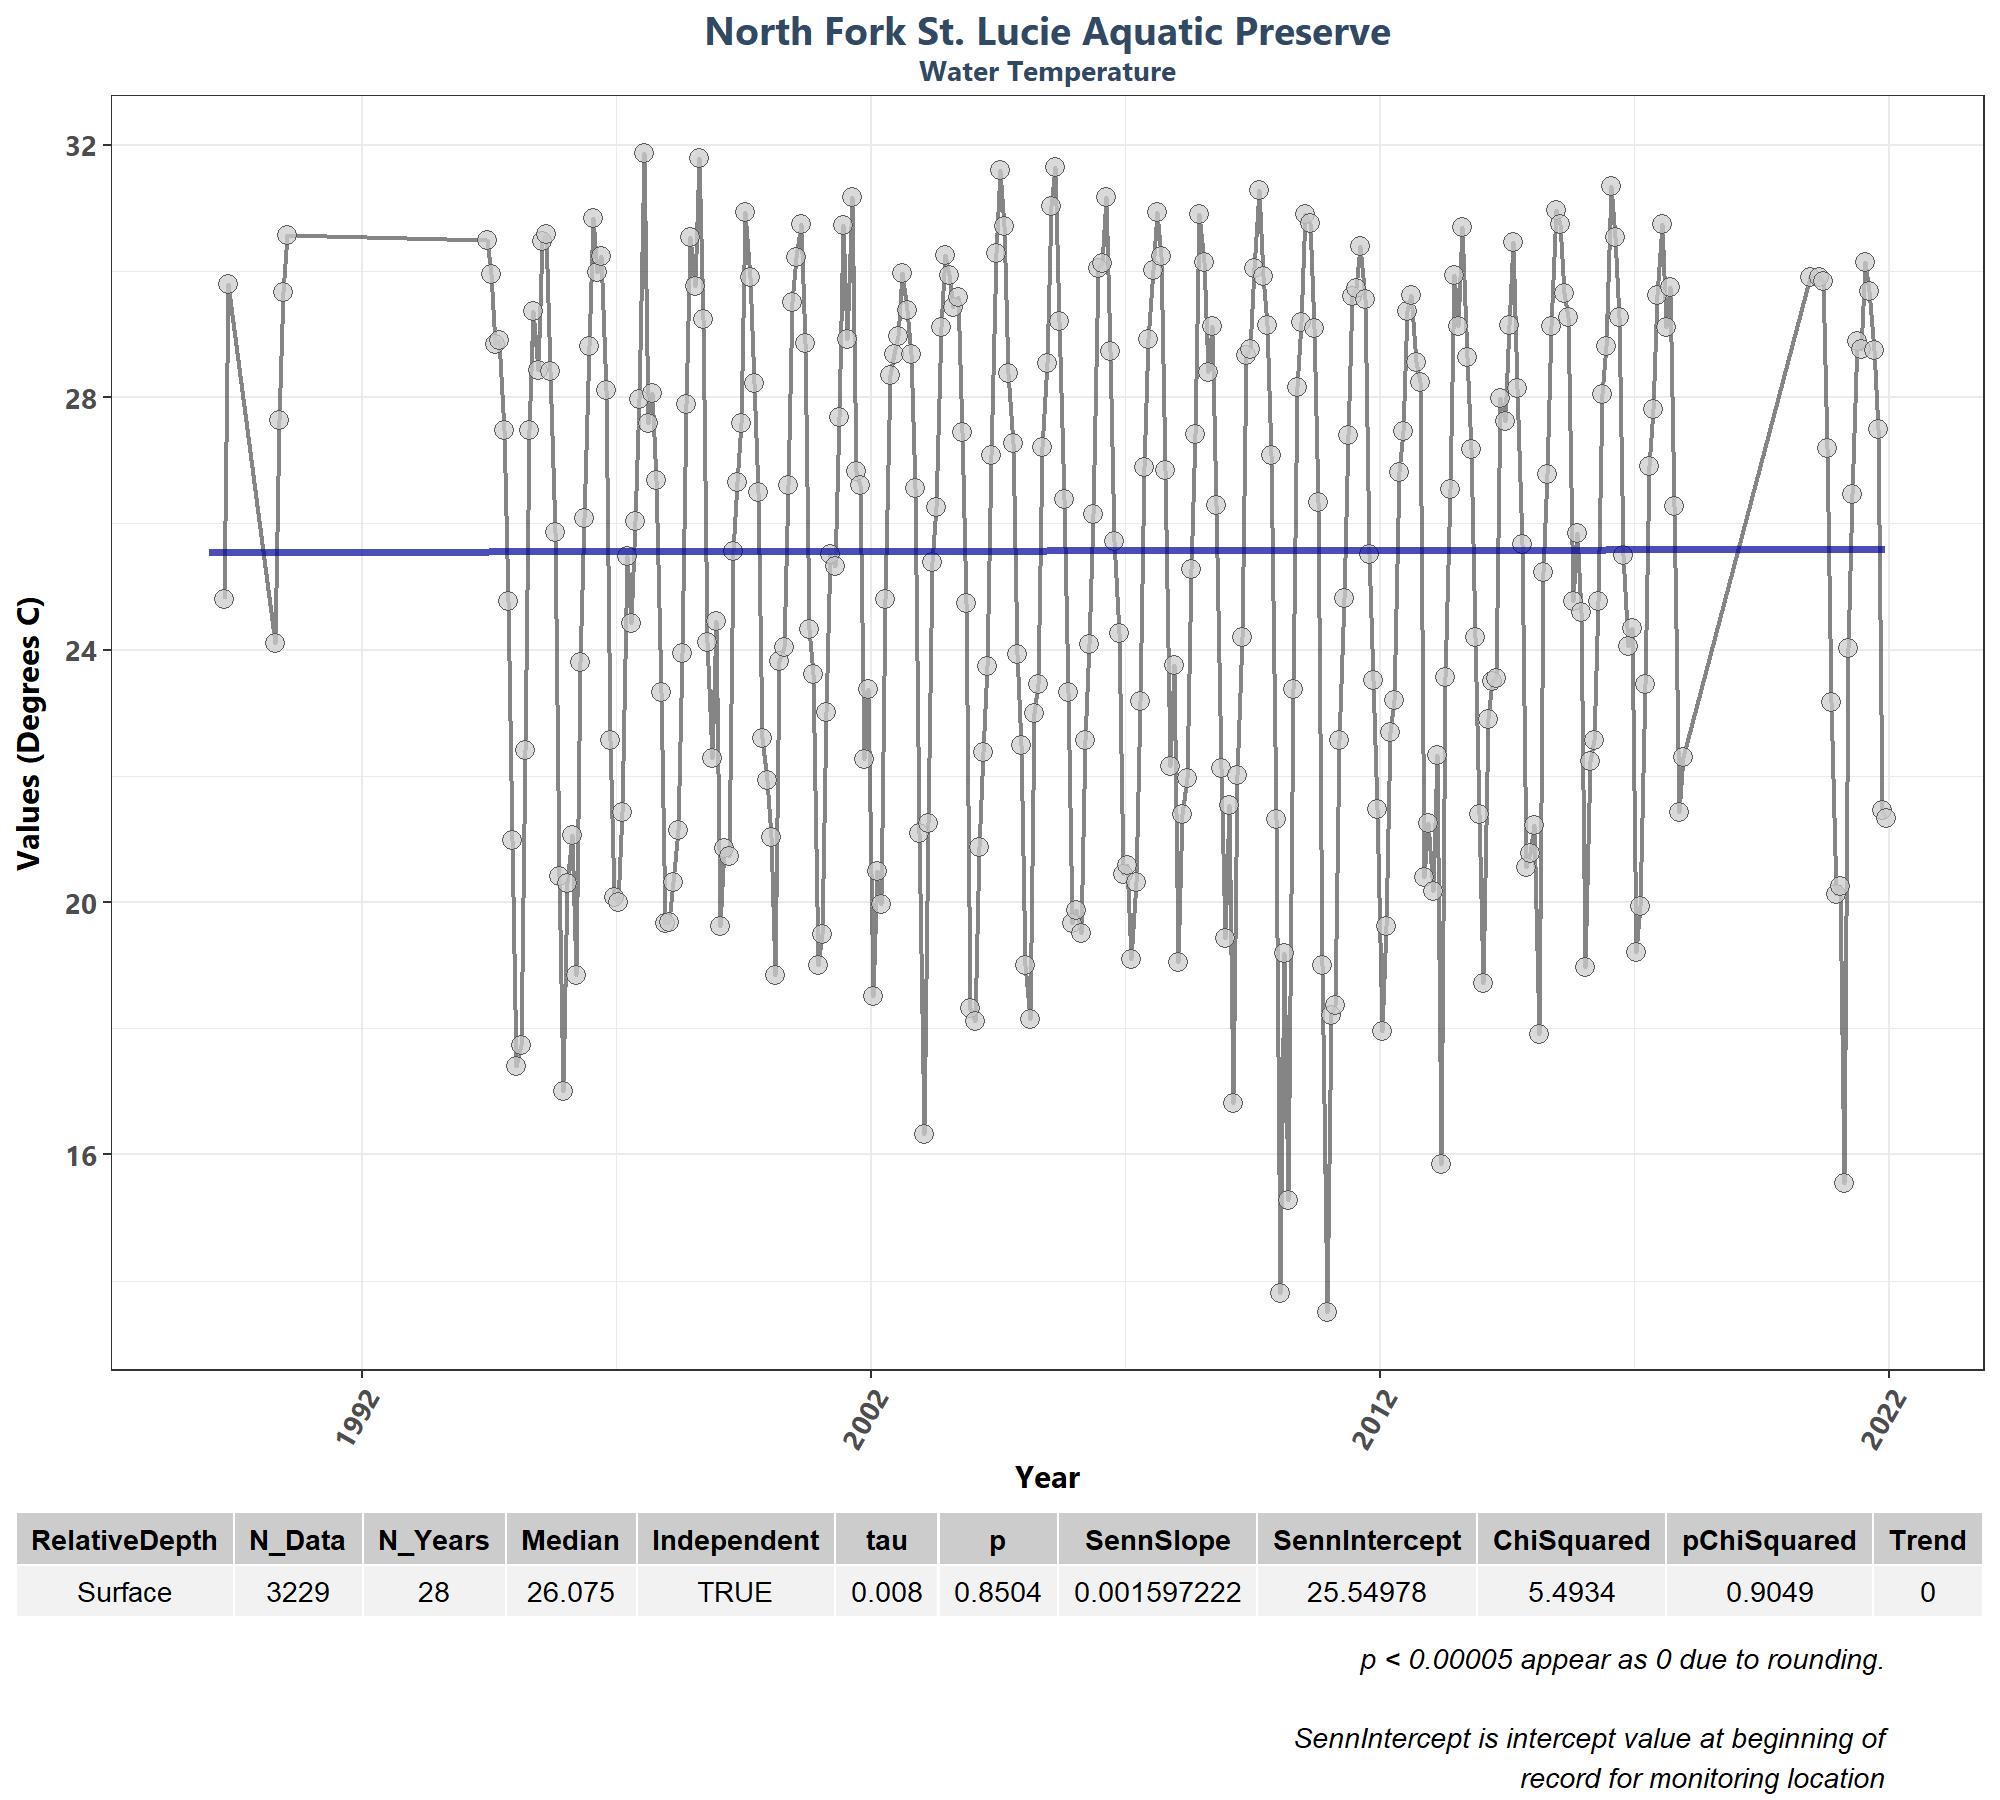 North Fork St. Lucie Aquatic Preserve
Water Temperature
32
28
24
20
16
Values (Degrees C)
1992
2002
2012
2022
Year
RelativeDepth N_Data N_Years Median Independent tau p SennSlope SennIntercept ChiSquared pChiSquared Trend
Surface 3229 28 26.075 TRUE 0.008 0.8504 0.001597222 25.54978 5.4934 0.9049 0
p < 0.00005 appear as 0 due to rounding.
SennIntercept is intercept value at beginning of
record for monitoring location